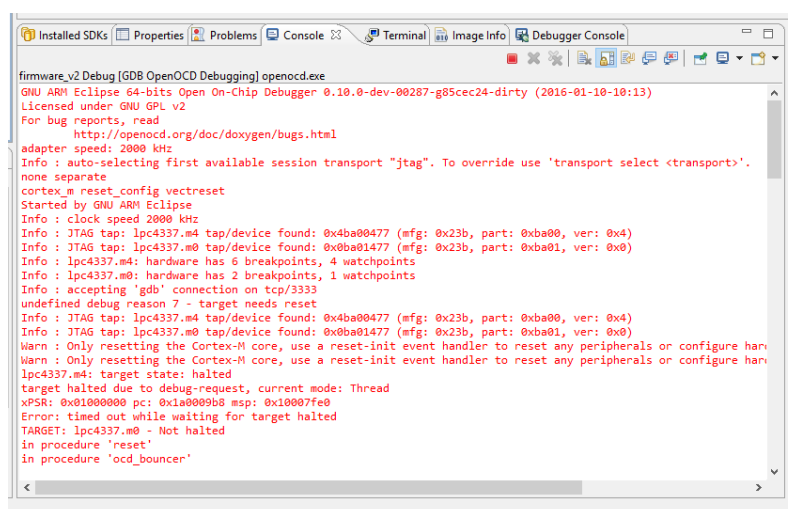 Installed SDKs Properties Problems Console Terminal Image Info Debugger Console
firmware_v2 Debug [GDB OpenOCD Debugging] openocd.exe
GNU ARM Eclipse 64-bits Open On-Chip Debugger 0.10.0-dev-00287-g85cec24-dirty (2016-01-10-10:13)
Licensed under GNU GPL v2
For bug reports, read
http://openocd.org/doc/doxygen/bugs.html
adapter speed: 2000 kHz
Info : auto-selecting first available session transport "jtag". To override use 'transport select <transport>'.
none separate
cortex_m reset_config vectreset
Started by GNU ARM Eclipse
Info : clock speed 2000 kHz
Info : JTAG tap: lpc4337.m4 tap/device found: 0x4ba00477 (mfg: 0x23b, part: 0xba00, ver: 0x4)
Info : JTAG tap: lpc4337.m0 tap/device found: 0x0ba01477 (mfg: 0x23b, part: 0xba01, ver: 0x0)
Info : lpc4337.m4: hardware has 6 breakpoints, 4 watchpoints
Info : lpc4337.m0: hardware has 2 breakpoints, 1 watchpoints
Info : accepting 'gdb' connection on tcp/3333
undefined debug reason 7 - target needs reset
Info : JTAG tap: lpc4337.m4 tap/device found: 0x4ba00477 (mfg: 0x23b, part: 0xba00, ver: 0x4)
Info : JTAG tap: lpc4337.m0 tap/device found: 0x0ba01477 (mfg: 0x23b, part: 0xba01, ver: 0x0)
Warn : Only resetting the Cortex-M core, use a reset-init event handler to reset any peripherals or configure har
Warn : Only resetting the Cortex-M core, use a reset-init event handler to reset any peripherals or configure har
lpc4337.m4: target state: halted
target halted due to debug-request, current mode: Thread
xPSR: 0x01000000 pc: 0x1a0009b8 msp: 0x10007fe0
Error: timed out while waiting for target halted
TARGET: lpc4337.m0 - Not halted
in procedure 'reset'
in procedure 'ocd_bouncer'